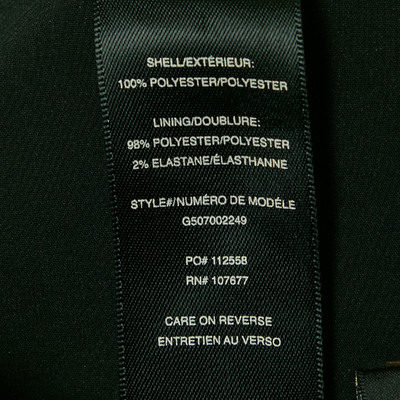 SHELL/EXTÉRIEUR:
100% POLYESTER/POLYESTER
LINING/DOUBLURE:
98% POLYESTER/POLYESTER
2% ELASTANE/ÉLASTHANNE
STYLE#/NUMÉRO DE MODÉLE
G507002249
PO# 112558
RN# 107677
CARE ON REVERSE
ENTRETIEN AU VERSO